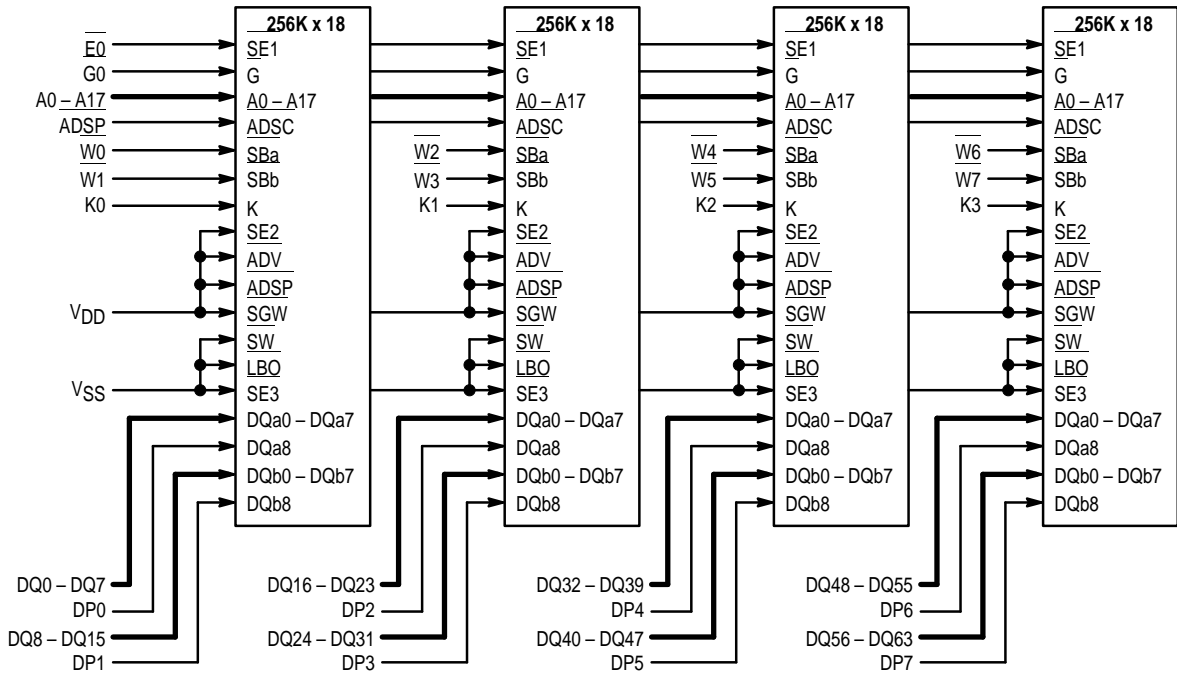 256K x 18
256K x 18
256K x 18
256K x 18
E0
G0
A0 – A17
ADSP
W0
W1
K0
VDD
VSS
SE1
G
A0 – A17
ADSC
SBa
SBb
K
SE2
ADV
ADSP
SGW
SW
LBO
SE3
DQa0 – DQa7
DQa8
DQb0 – DQb7
DQb8
W2
W3
K1
SE1
G
A0 – A17
ADSC
SBa
SBb
K
SE2
ADV
ADSP
SGW
SW
LBO
SE3
DQa0 – DQa7
DQa8
DQb0 – DQb7
DQb8
W4
W5
K2
SE1
G
A0 – A17
ADSC
SBa
SBb
K
SE2
ADV
ADSP
SGW
SW
LBO
SE3
DQa0 – DQa7
DQa8
DQb0 – DQb7
DQb8
W6
W7
K3
SE1
G
A0 – A17
ADSC
SBa
SBb
K
SE2
ADV
ADSP
SGW
SW
LBO
SE3
DQa0 – DQa7
DQa8
DQb0 – DQb7
DQb8
DQ0 – DQ7
DP0
DQ8 – DQ15
DP1
DQ16 – DQ23
DP2
DQ24 – DQ31
DP3
DQ32 – DQ39
DP4
DQ40 – DQ47
DP5
DQ48 – DQ55
DP6
DQ56 – DQ63
DP7